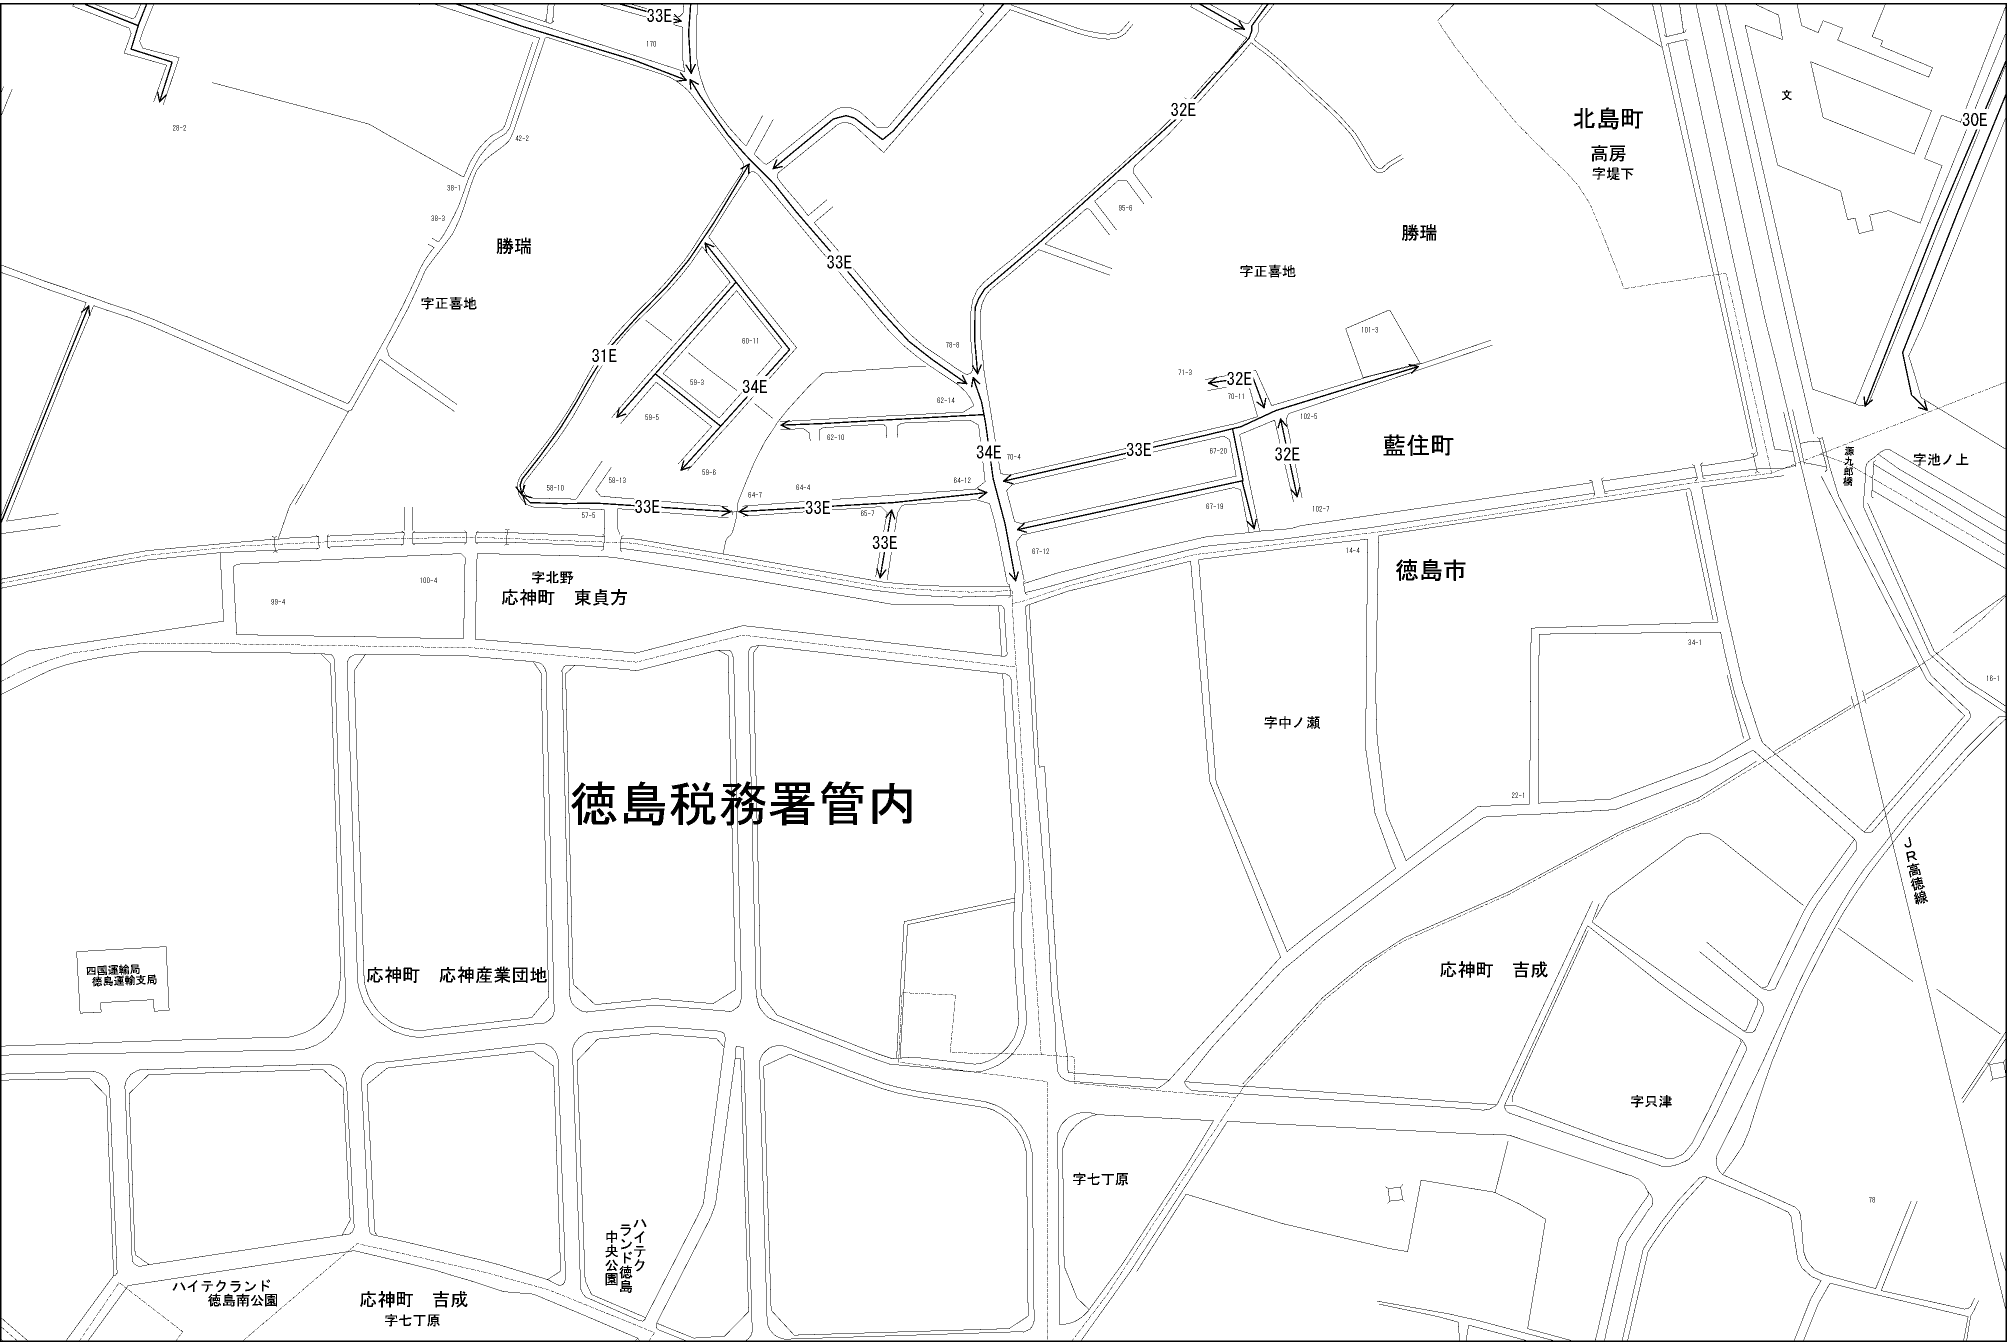 33E
170
28-2
42-2
32E
文
30E
北島町
高房
字堤下
38-1
38-3
95-6
勝瑞
勝瑞
33E
字正喜地
字正喜地
101-3
60-11
78-8
31E
59-3
34E
71-3
32E
70-11
62-14
59-5
62-10
102-5
34E
33E
32E
藍住町
源九郎橋
字池ノ上
70-4
67-20
59-6
58-10
58-13
64-7
64-4
64-12
33E
33E
57-5
65-7
67-19
102-7
33E
67-12
14-4
字北野
応神町 東貞方
100-4
99-4
徳島市
34-1
16-1
字中ノ瀬
徳島税務署管内
22-1
JR高徳線
四国運輸局
徳島運輸支局
応神町 応神産業団地
応神町 吉成
字只津
字七丁原
78
ハイテク
ランド徳島
中央公園
ハイテクランド
徳島南公園
応神町 吉成
字七丁原